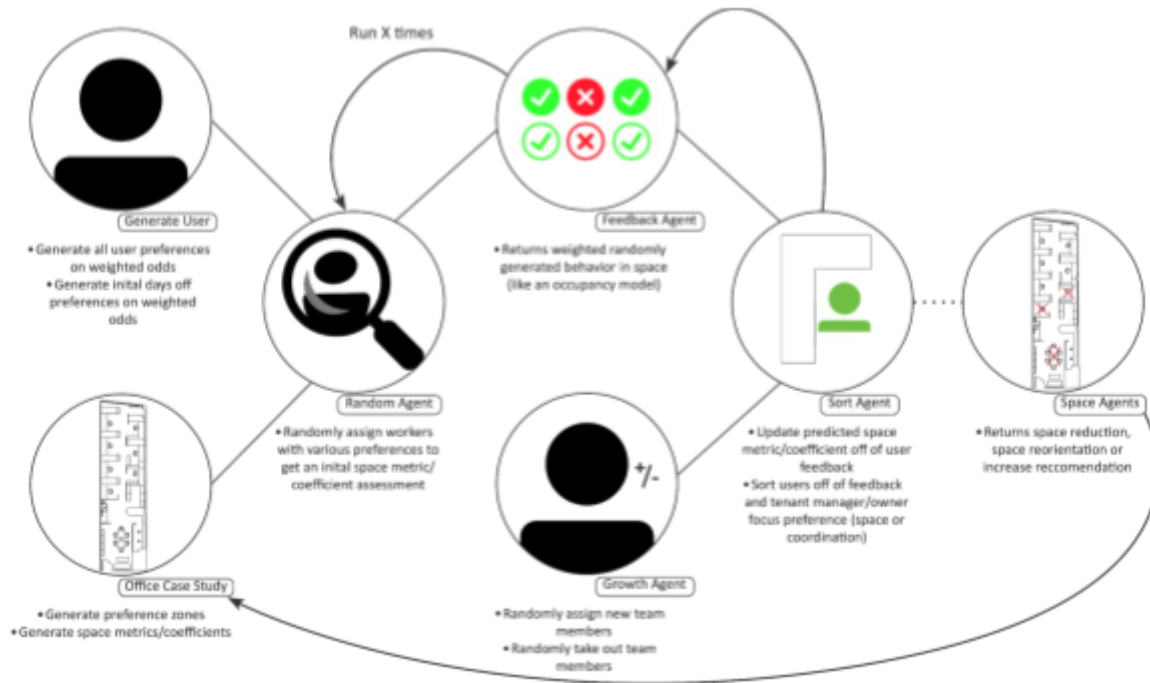 Run X times
Generate User
• Generate all user preferences
on weighted odds
• Generate inital days off
preferences on weighted
odds
Feedback Agent
• Returns weighted randomly
generated behavior in space
(like an occupancy model)
Random Agent
• Randomly assign workers
with various preferences to
get an inital space metric/
coefficient assessment
Sort Agent
• Update predicted space
metric/coefficient off of user
feedback
• Sort users off of feedback
and tenant manager/owner
focus preference (space or
coordination)
Space Agents
• Returns space reduction,
space reorientation or
increase reccomendation
+/-
Office Case Study
• Generate preference zones
• Generate space metrics/coefficients
Growth Agent
• Randomly assign new team
members
• Randomly take out team
members